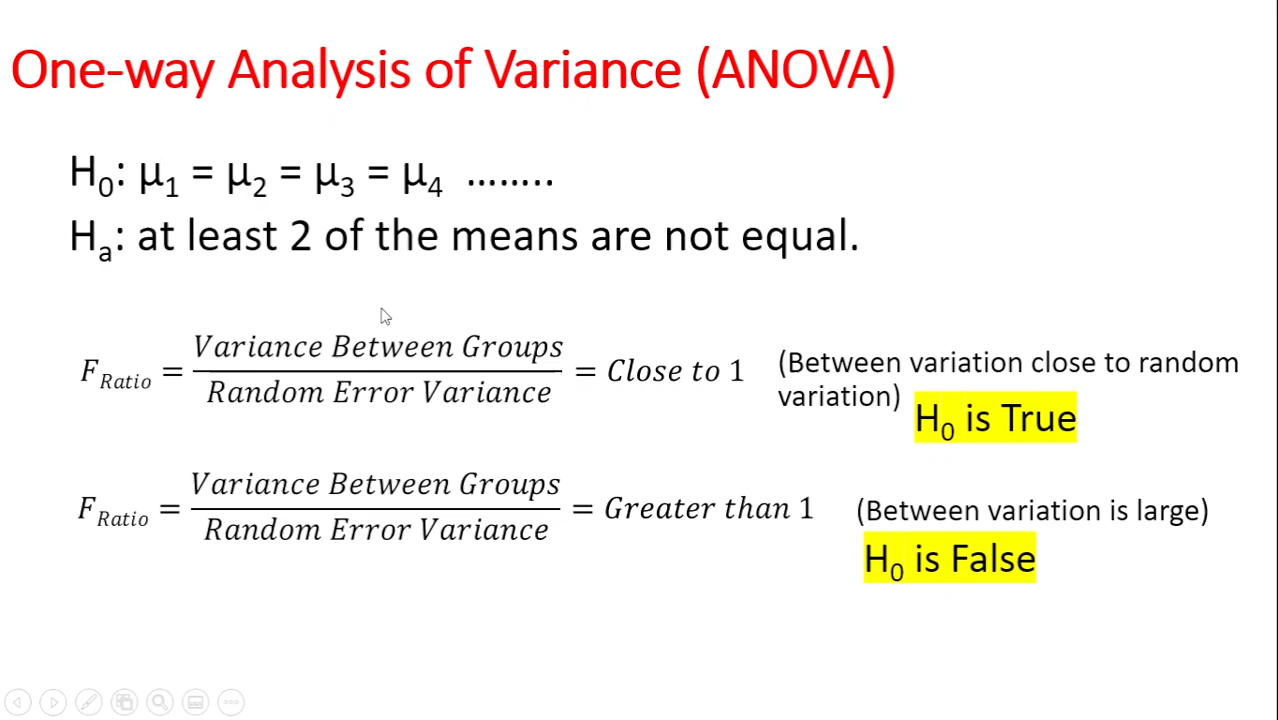 One-way Analysis of Variance (ANOVA)
H₀: μ₁ = μ₂ = μ₃ = μ₄ ........
Hₐ: at least 2 of the means are not equal.
F_Ratio = Variance Between Groups / Random Error Variance = Close to 1
(Between variation close to random
variation)
H₀ is True
F_Ratio = Variance Between Groups / Random Error Variance = Greater than 1
(Between variation is large)
H₀ is False